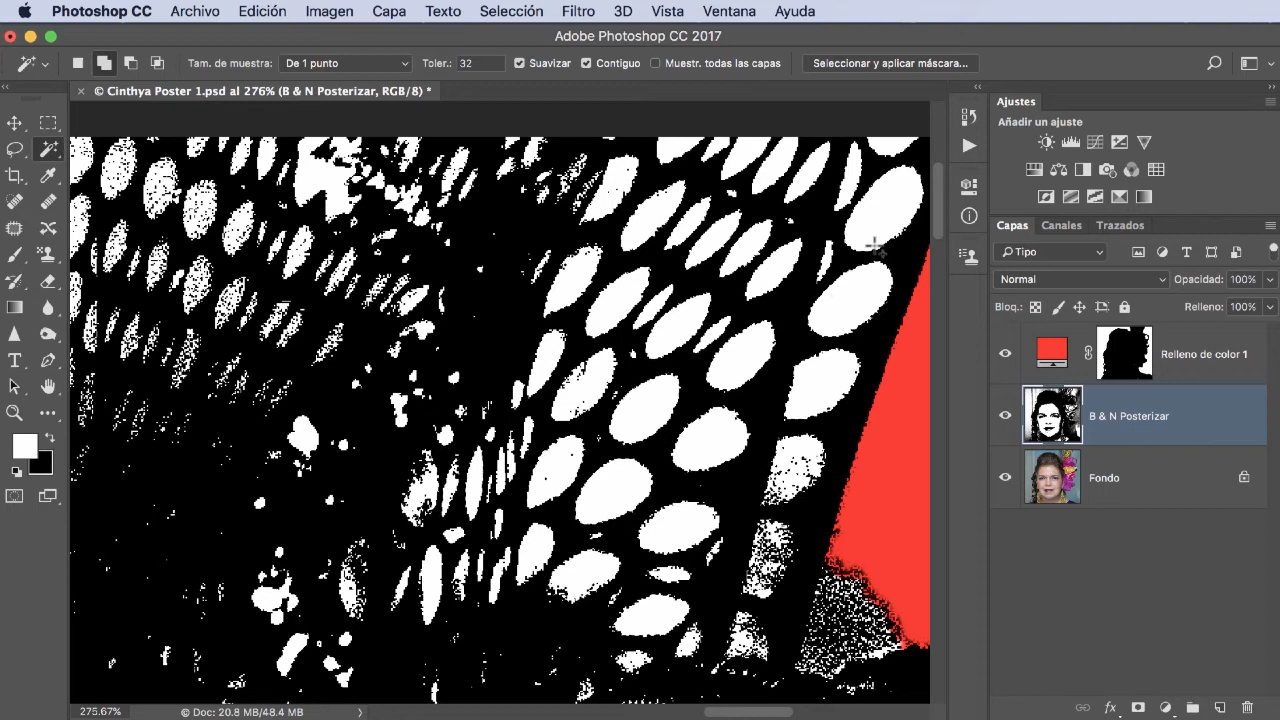 Photoshop CC Archivo Edición Imagen Capa Texto Selección Filtro 3D Vista Ventana Ayuda
Adobe Photoshop CC 2017
Tam. de muestra: De 1 punto Toler.: 32 Suavizar Contiguo Muestr. todas las capas Seleccionar y aplicar máscara...
© Cinthya Poster 1.psd al 276% (B & N Posterizar, RGB/8) *
Ajustes
Añadir un ajuste
Capas Canales Trazados
Tipo
Normal Opacidad: 100%
Bloq.: Relleno: 100%
Relleno de color 1
B & N Posterizar
Fondo
275.67% © Doc: 20.8 MB/48.4 MB